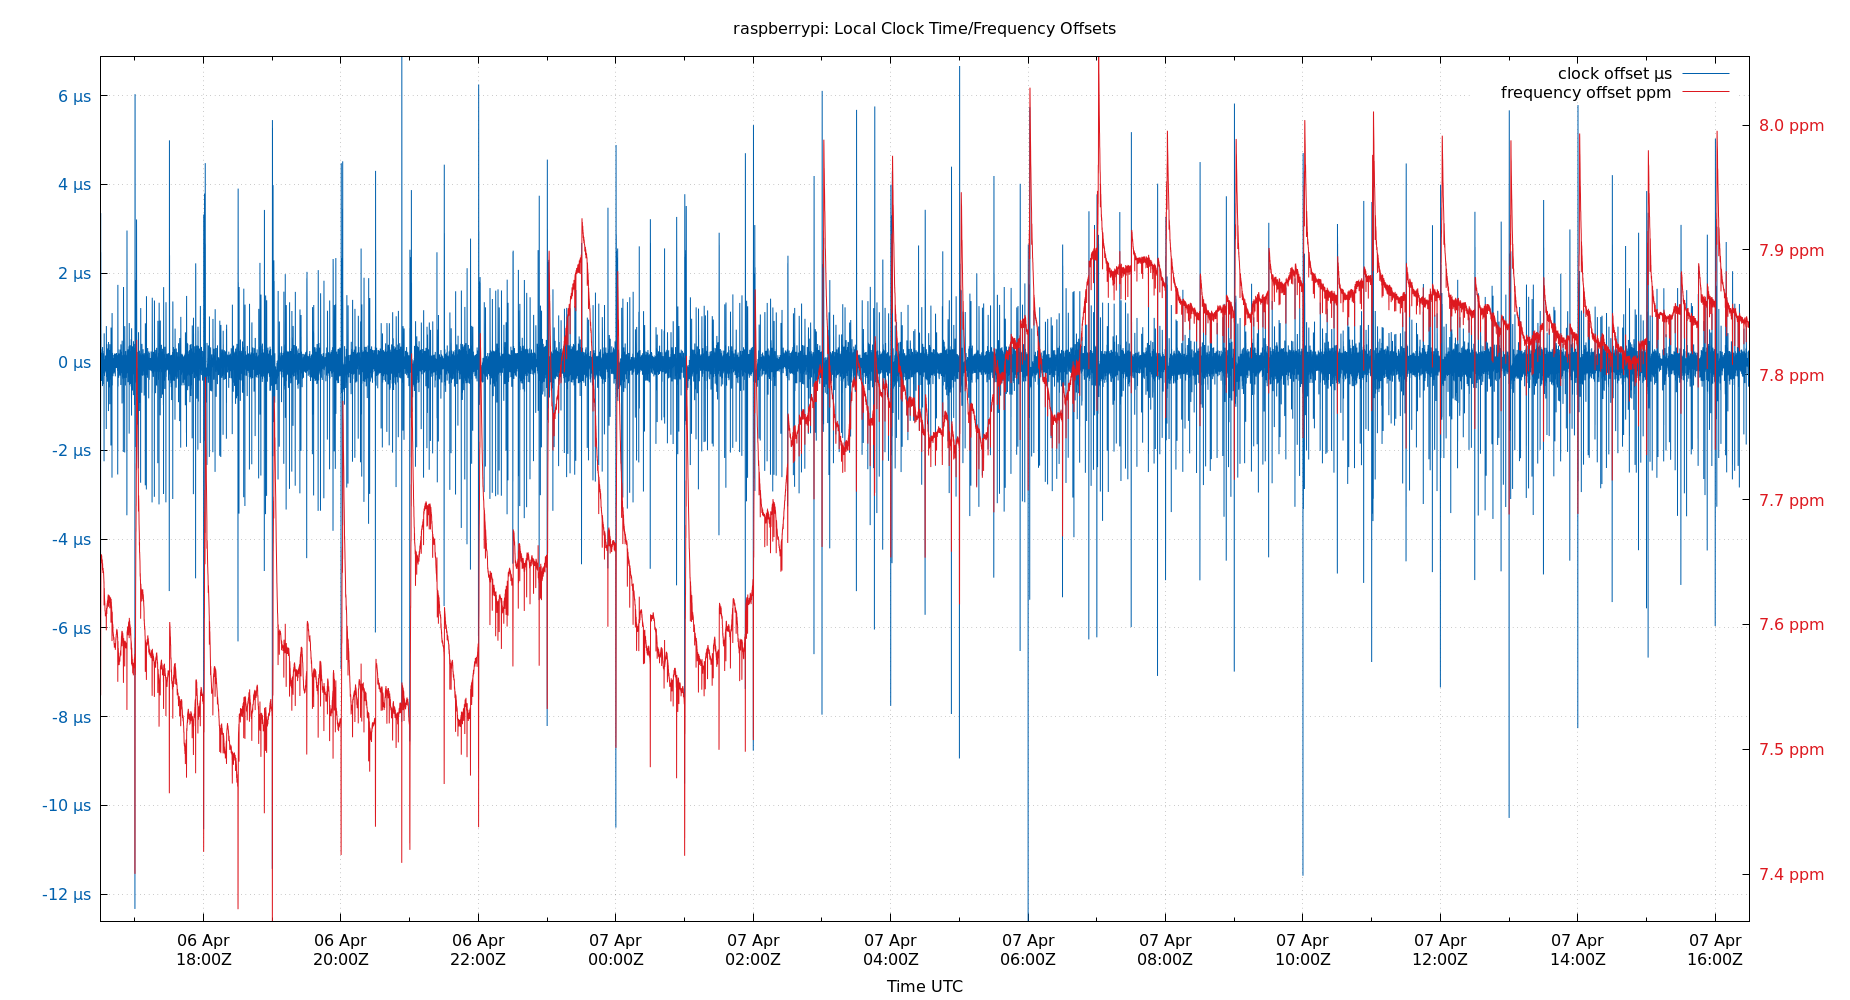 raspberrypi: Local Clock Time/Frequency Offsets
clock offset µs
frequency offset ppm
6 µs
4 µs
2 µs
0 µs
-2 µs
-4 µs
-6 µs
-8 µs
-10 µs
-12 µs
8.0 ppm
7.9 ppm
7.8 ppm
7.7 ppm
7.6 ppm
7.5 ppm
7.4 ppm
06 Apr 06 Apr 06 Apr 07 Apr 07 Apr 07 Apr 07 Apr 07 Apr 07 Apr 07 Apr 07 Apr 07 Apr
18:00Z 20:00Z 22:00Z 00:00Z 02:00Z 04:00Z 06:00Z 08:00Z 10:00Z 12:00Z 14:00Z 16:00Z
Time UTC